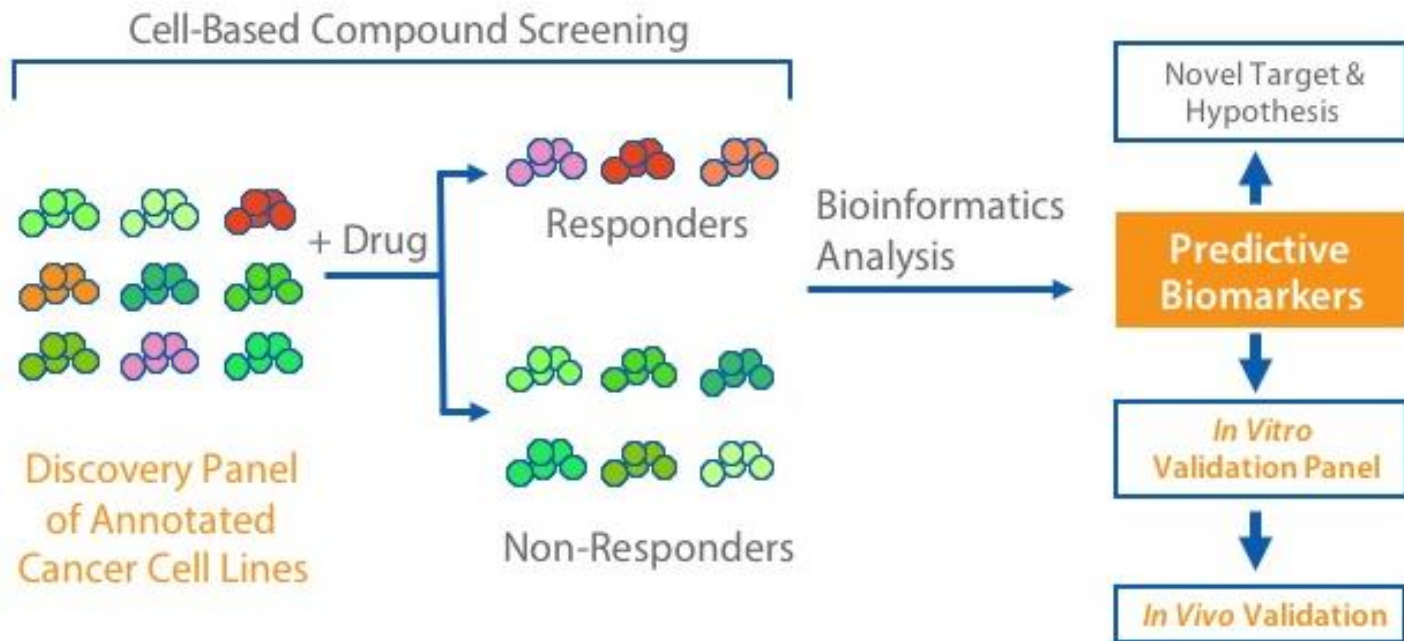 Cell-Based Compound Screening
+ Drug
Responders
Non-Responders
Discovery Panel
of Annotated
Cancer Cell Lines
Bioinformatics
Analysis
Novel Target &
Hypothesis
Predictive
Biomarkers
In Vitro
Validation Panel
In Vivo Validation